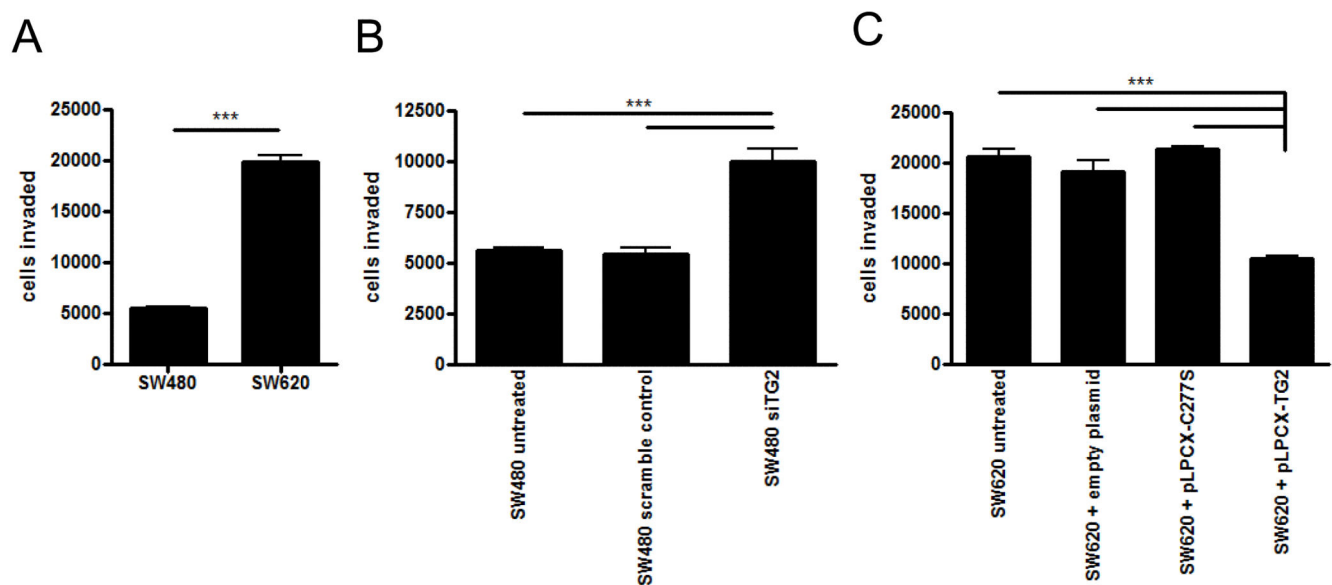 A
cells invaded
25000
20000
15000
10000
5000
0
***
SW480
SW620
B
cells invaded
12500
10000
7500
5000
2500
0
***
SW480 untreated
SW480 scramble control
SW480 siTG2
C
cells invaded
25000
20000
15000
10000
5000
0
***
SW620 untreated
SW620 + empty plasmid
SW620 + pLPCX-C277S
SW620 + pLPCX-TG2